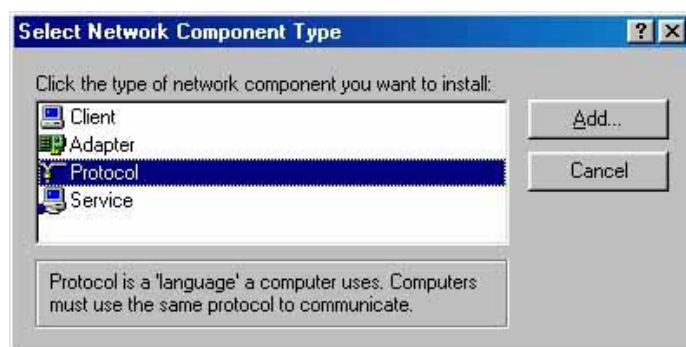 Select Network Component Type
Click the type of network component you want to install:
Client
Adapter
Protocol
Service
Add...
Cancel
Protocol is a 'language' a computer uses. Computers
must use the same protocol to communicate.